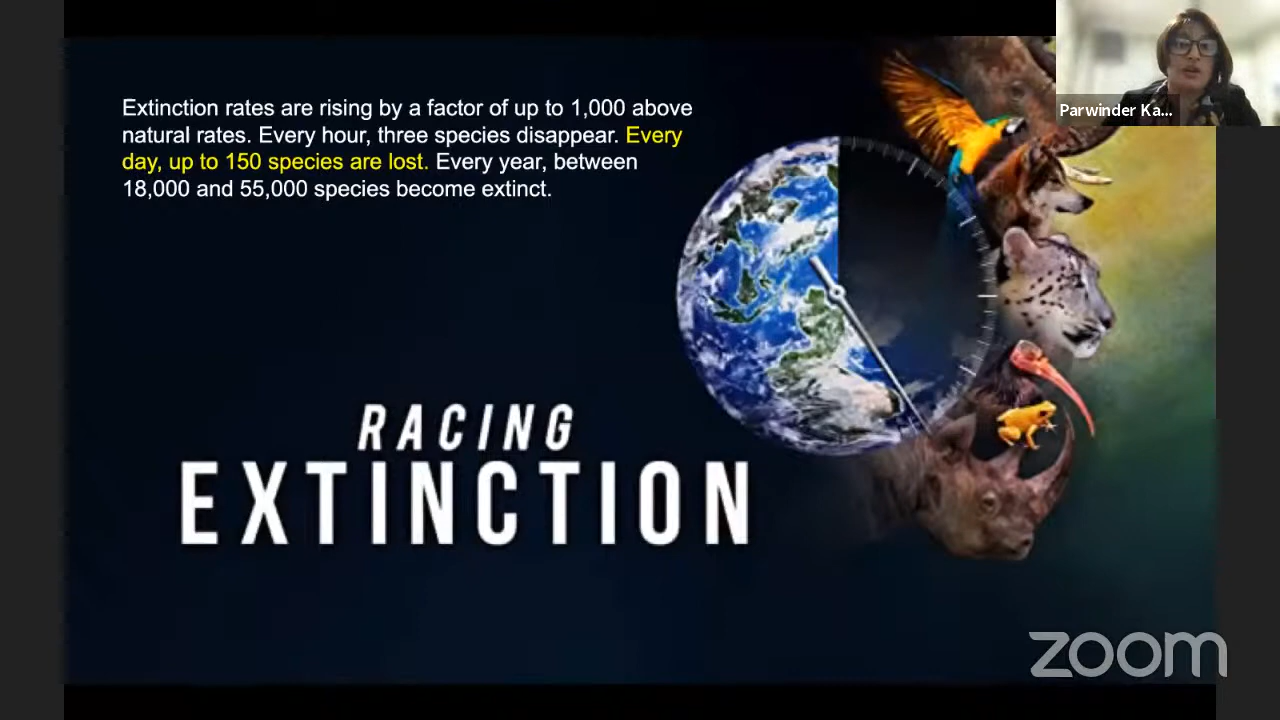 Extinction rates are rising by a factor of up to 1,000 above
natural rates. Every hour, three species disappear. Every
day, up to 150 species are lost. Every year, between
18,000 and 55,000 species become extinct.
Parwinder Ka...
RACING
EXTINCTION
zoom